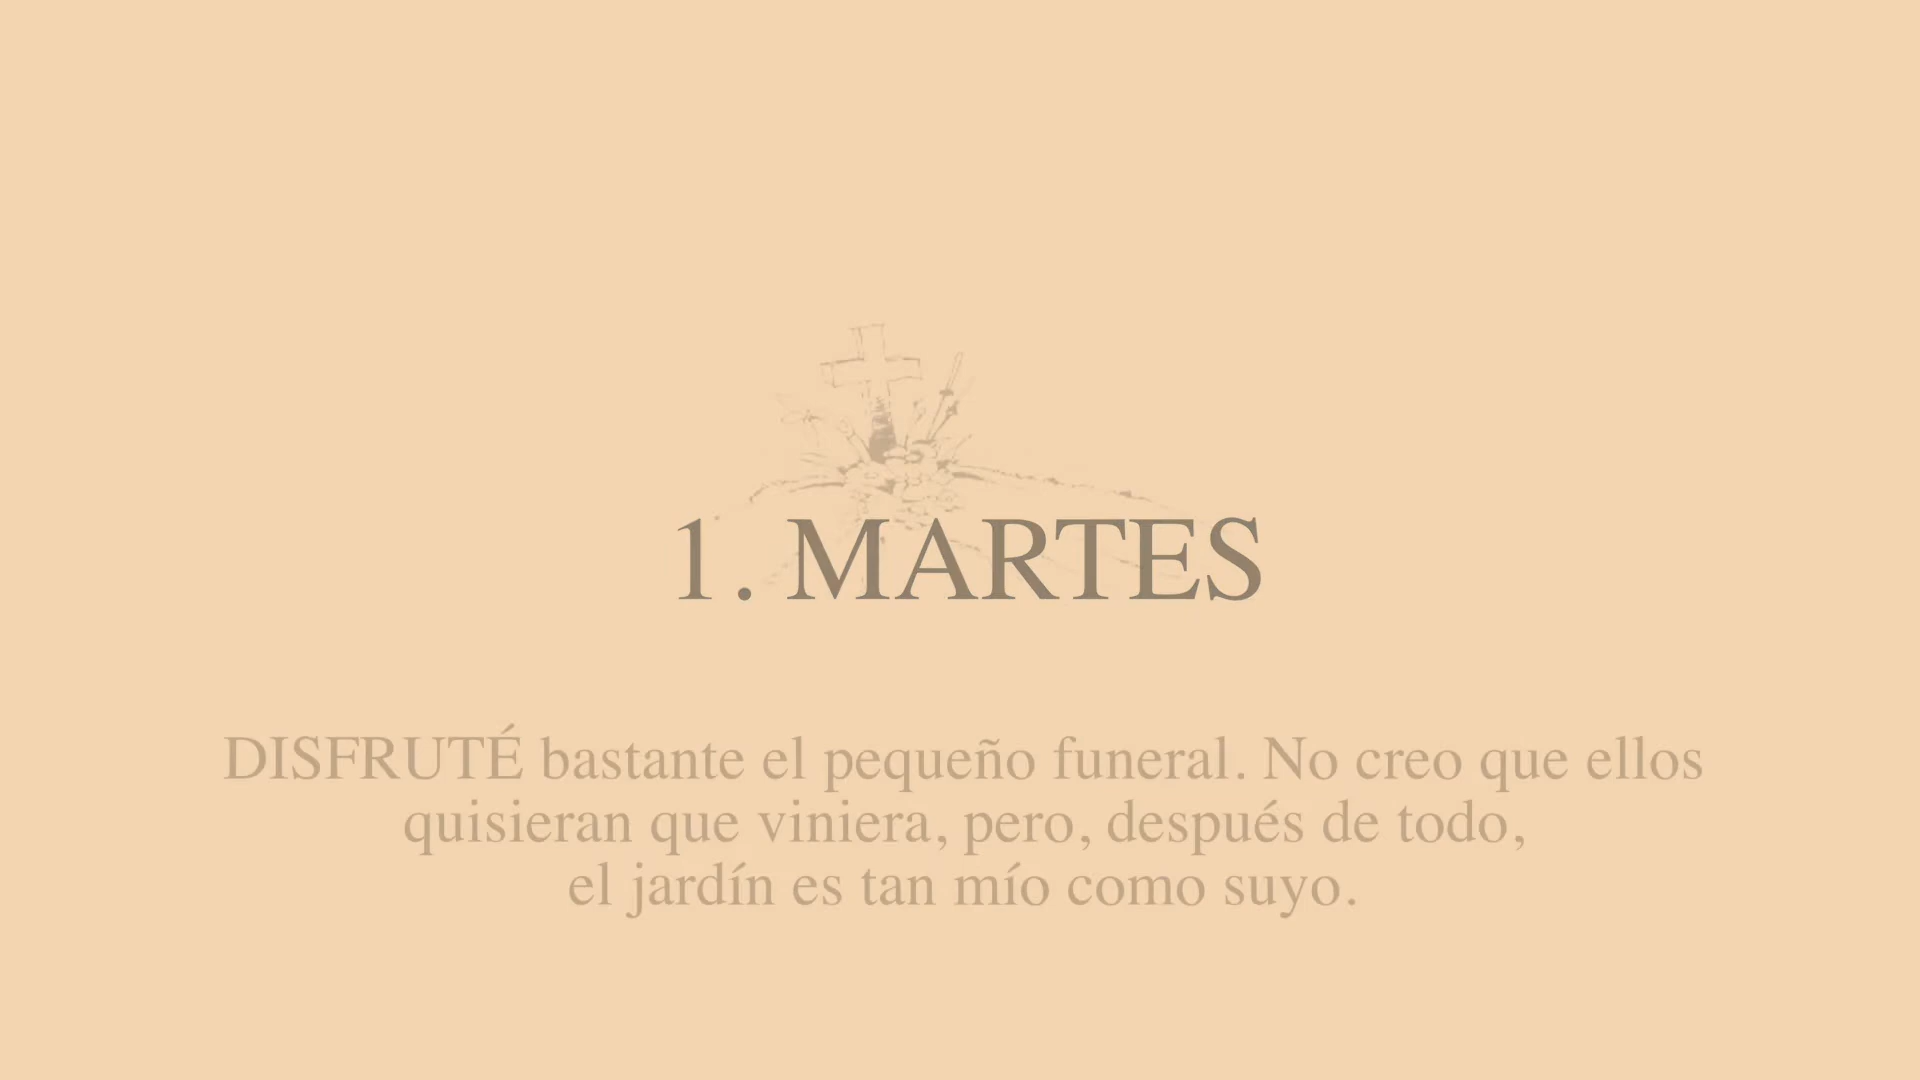 1. MARTES
DISFRUTÉ bastante el pequeño funeral. No creo que ellos
quisieran que viniera, pero, después de todo,
el jardín es tan mío como suyo.